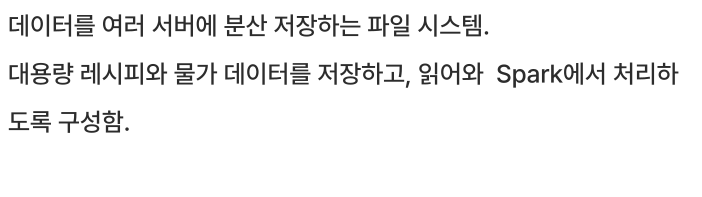 데이터를 여러 서버에 분산 저장하는 파일 시스템.
대용량 레시피와 물가 데이터를 저장하고, 읽어와  Spark에서 처리하
도록 구성함.